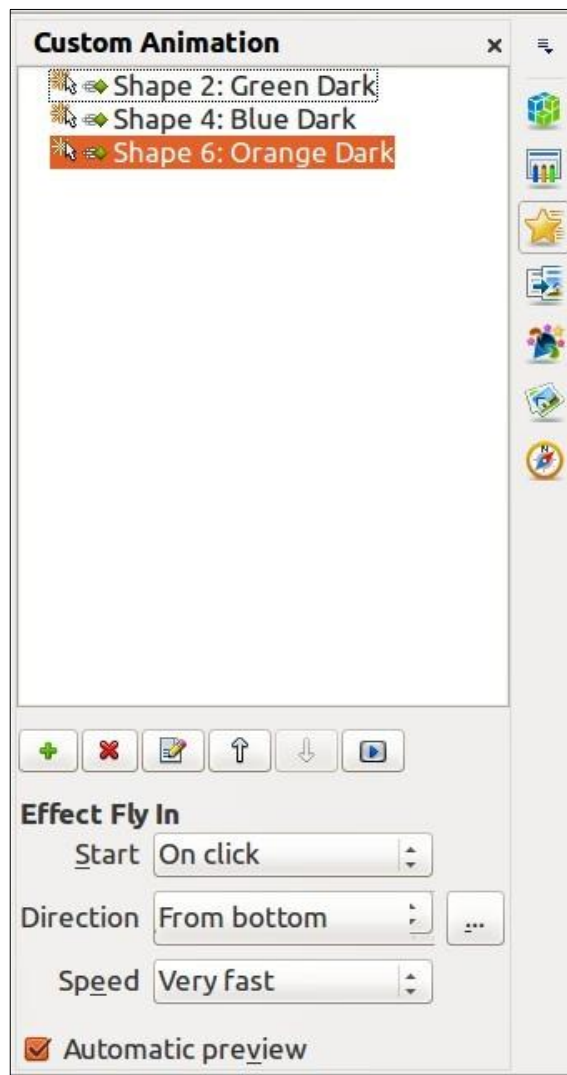 Custom Animation
Shape 2: Green Dark
Shape 4: Blue Dark
Shape 6: Orange Dark
Effect Fly In
Start On click
Direction From bottom ...
Speed Very fast
Automatic preview